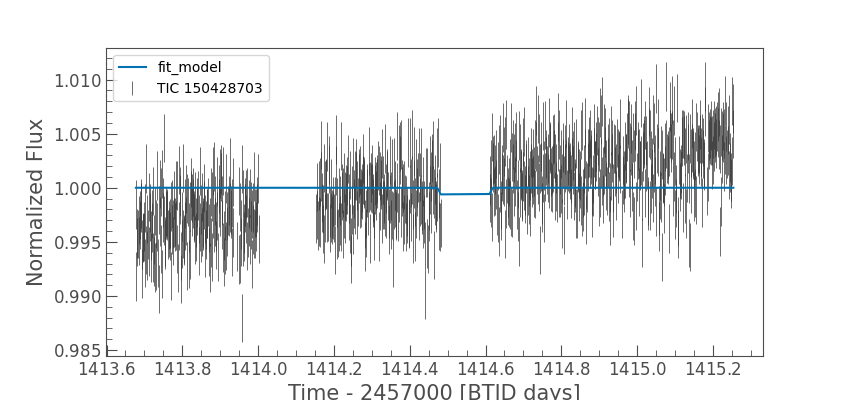 fit_model
TIC 150428703
1.010
1.005
1.000
0.995
0.990
0.985
Normalized Flux
1413.6 1413.8 1414.0 1414.2 1414.4 1414.6 1414.8 1415.0 1415.2
Time - 2457000 [BTJD days]